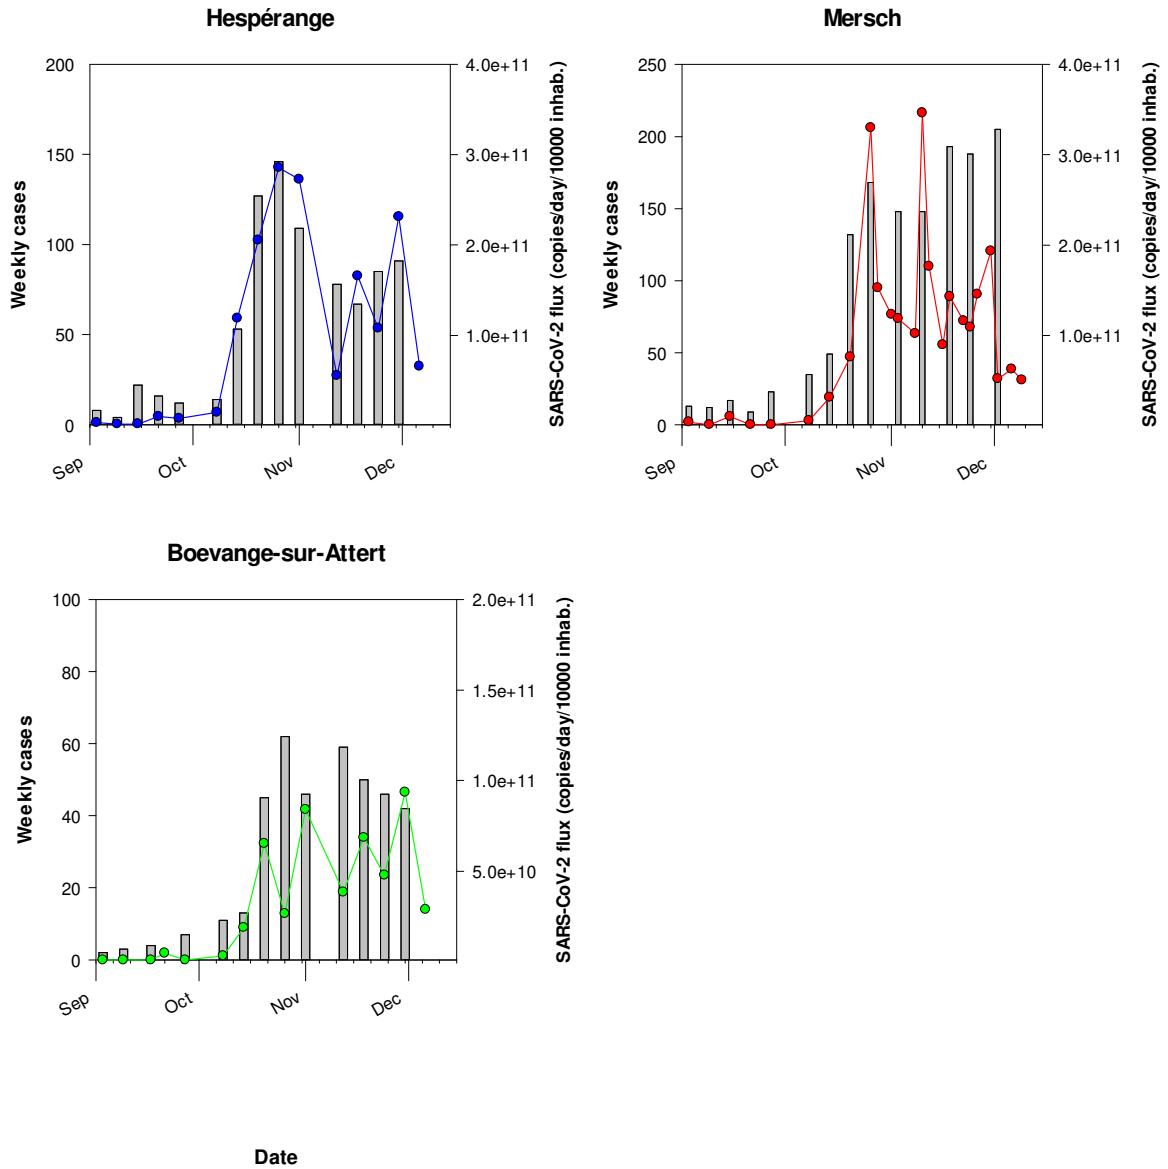 Hespérange
200
150
100
50
0
Weekly cases
4.0e+11
3.0e+11
2.0e+11
1.0e+11
SARS-CoV-2 flux (copies/day/10000 inhab.)
Sep
Oct
Nov
Dec
Mersch
250
200
150
100
50
0
Weekly cases
4.0e+11
3.0e+11
2.0e+11
1.0e+11
SARS-CoV-2 flux (copies/day/10000 inhab.)
Sep
Oct
Nov
Dec
Boevange-sur-Attert
100
80
60
40
20
0
Weekly cases
2.0e+11
1.5e+11
1.0e+11
5.0e+10
SARS-CoV-2 flux (copies/day/10000 inhab.)
Sep
Oct
Nov
Dec
Date